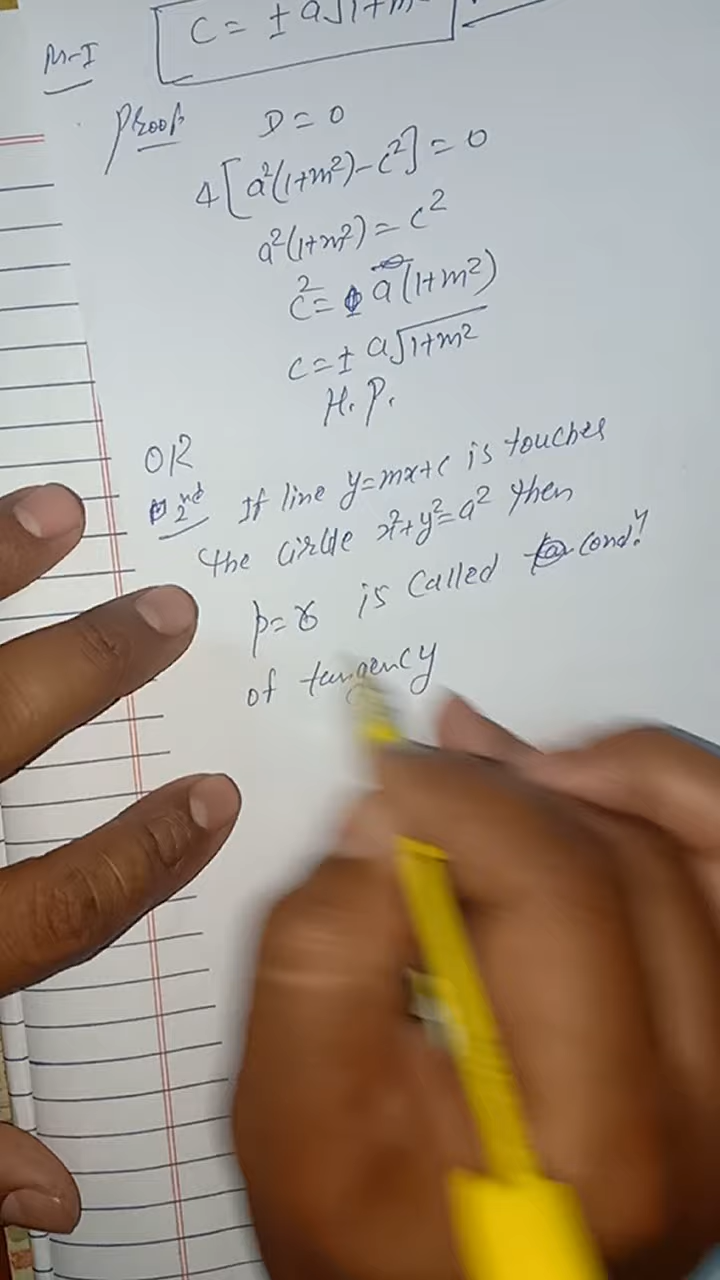 C = ± a√1+m²
M-I
Proof D = 0
4[a²(1+m²)-c²] = 0
a²(1+m²) = c²
c² = a²(1+m²)
c = ± a√1+m²
H.P.
OR
2nd If line y=mx+c is touches
the circle x²+y²=a² then
p=r is called condⁿ
of tangency